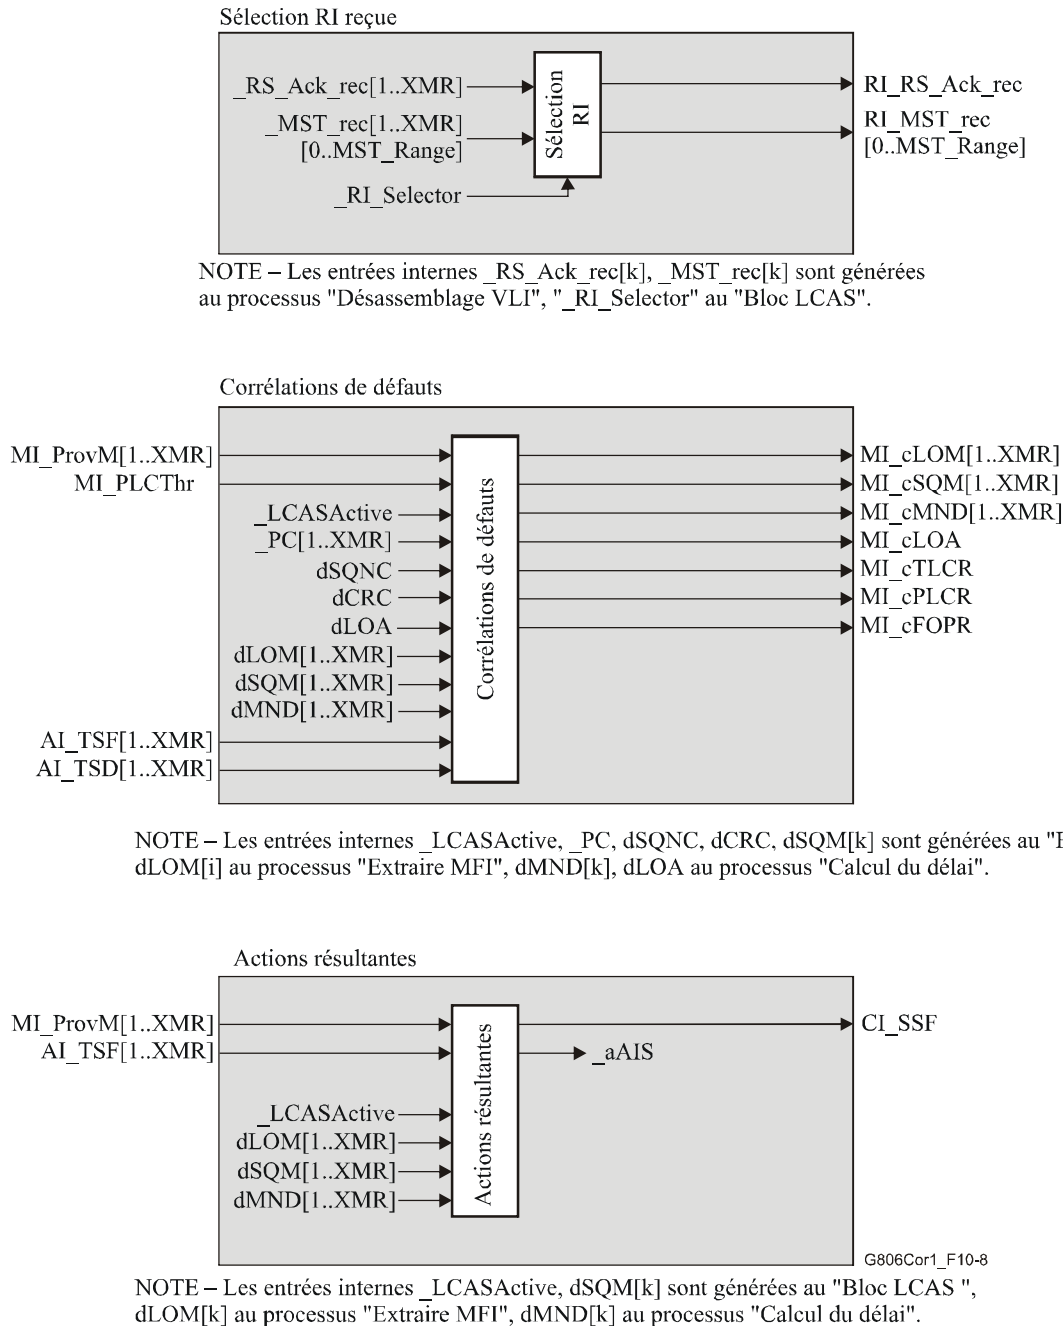 Sélection RI reçue
_RS_Ack_rec[1..XMR]
_MST_rec[1..XMR]
[0..MST_Range]
_RI_Selector
Sélection
RI
RI_RS_Ack_rec
RI_MST_rec
[0..MST_Range]
NOTE – Les entrées internes _RS_Ack_rec[k], _MST_rec[k] sont générées
au processus "Désassemblage VLI", "_RI_Selector" au "Bloc LCAS".
Corrélations de défauts
MI_ProvM[1..XMR]
MI_PLCThr
_LCASActive
_PC[1..XMR]
dSQNC
dCRC
dLOA
dLOM[1..XMR]
dSQM[1..XMR]
dMND[1..XMR]
AI_TSF[1..XMR]
AI_TSD[1..XMR]
Corrélations de défauts
MI_cLOM[1..XMR]
MI_cSQM[1..XMR]
MI_cMND[1..XMR]
MI_cLOA
MI_cTLCR
MI_cPLCR
MI_cFOPR
NOTE – Les entrées internes _LCASActive, _PC, dSQNC, dCRC, dSQM[k] sont générées au
dLOM[i] au processus "Extraire MFI", dMND[k], dLOA au processus "Calcul du délai".
Actions résultantes
MI_ProvM[1..XMR]
AI_TSF[1..XMR]
_LCASActive
dLOM[1..XMR]
dSQM[1..XMR]
dMND[1..XMR]
Actions résultantes
CI_SSF
_aAIS
G806Cor1_F10-8
NOTE – Les entrées internes _LCASActive, dSQM[k] sont générées au "Bloc LCAS ",
dLOM[k] au processus "Extraire MFI", dMND[k] au processus "Calcul du délai".